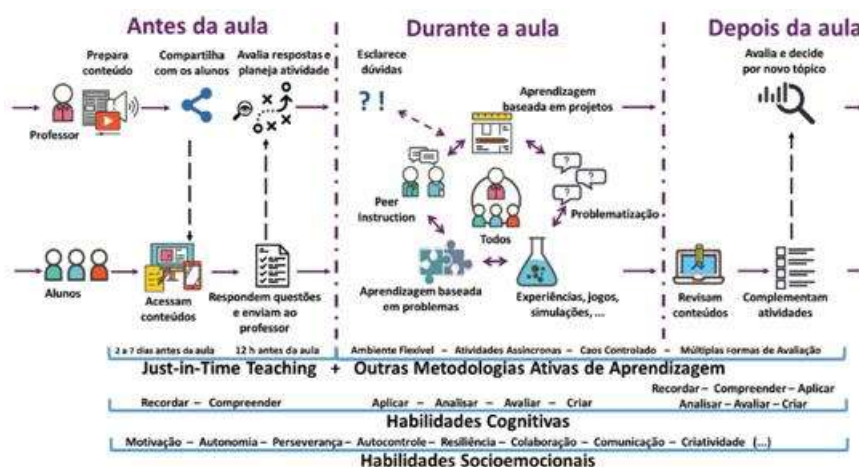 Antes da aula
Durante a aula
Depois da aula
Prepara
conteúdo
Compartilha
com os alunos
Avalia respostas e
planeja atividade
Esclarece
dúvidas
? !
Aprendizagem
baseada em projetos
Avalia e decide
por novo tópico
Professor
Peer
Instruction
Todos
?
?
?
Problematização
Alunos
Acessam
conteúdos
Respondem questões
e enviam ao
professor
Aprendizagem baseada
em problemas
Experiências, jogos,
simulações, ...
Revisam
conteúdos
Complementam
atividades
2 a 7 dias antes da aula
12 h antes da aula
Ambiente Flexível – Atividades Assíncronas – Caos Controlado – Múltiplas Formas de Avaliação
Just-in-Time Teaching + Outras Metodologias Ativas de Aprendizagem
Recordar – Compreender
Aplicar – Analisar – Avaliar – Criar
Recordar – Compreender – Aplicar
Analisar – Avaliar – Criar
Habilidades Cognitivas
Motivação – Autonomia – Perseverança – Autocontrole – Resiliência – Colaboração – Comunicação – Criatividade (...)
Habilidades Socioemocionais